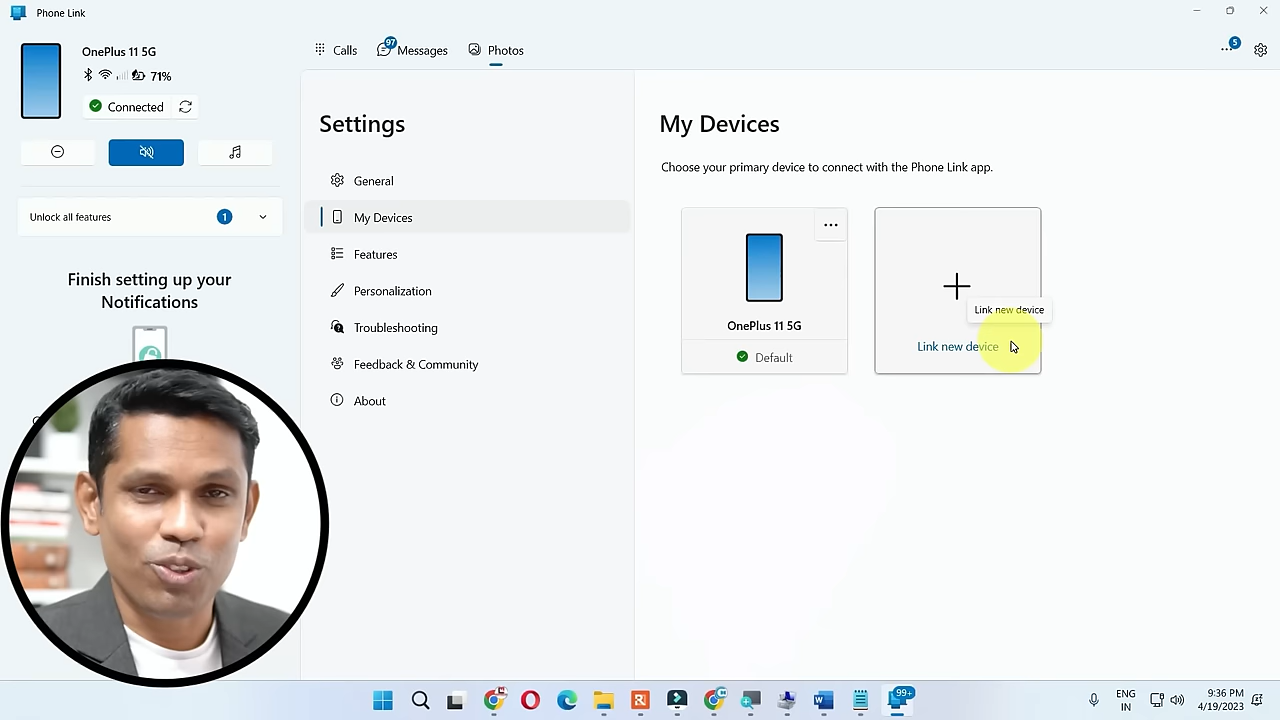 Phone Link
OnePlus 11 5G
71%
Connected
Unlock all features
1
Finish setting up your
Notifications
Calls
97
Messages
Photos
5
Settings
General
My Devices
Features
Personalization
Troubleshooting
Feedback & Community
About
My Devices
Choose your primary device to connect with the Phone Link app.
OnePlus 11 5G
Default
Link new device
Link new device
99+
ENG
IN
9:36 PM
4/19/2023